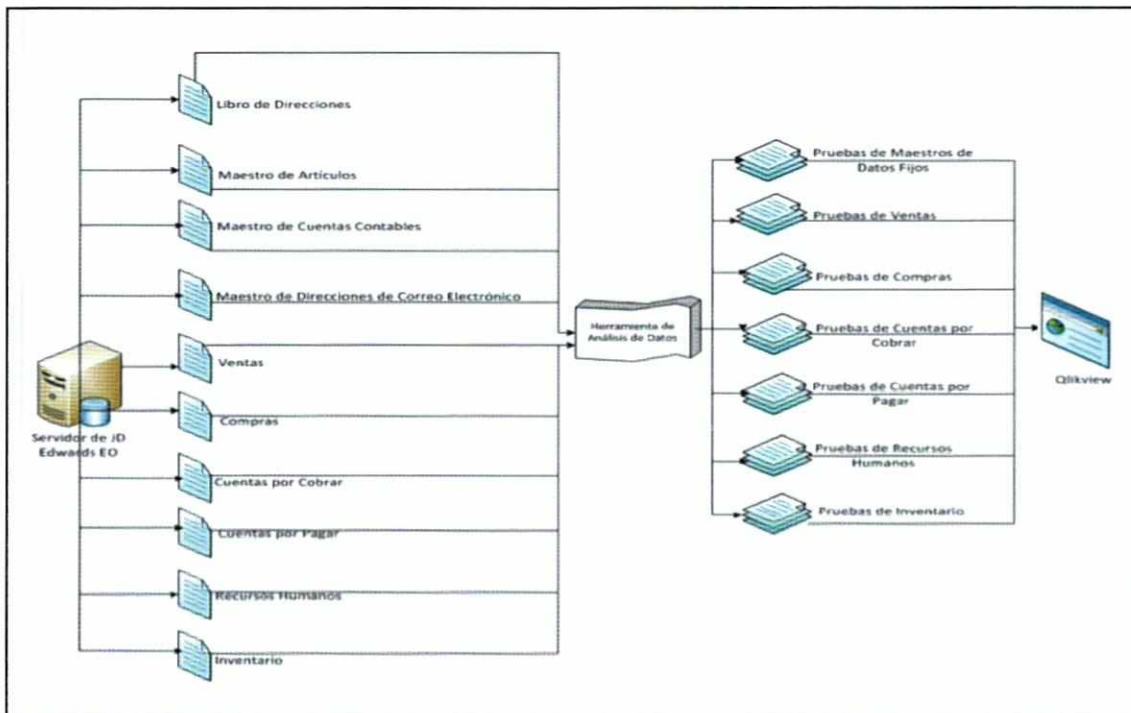 Libro de Direcciones
Maestro de Artículos
Maestro de Cuentas Contables
Maestro de Direcciones de Correo Electrónico
Ventas
Compras
Cuentas por Cobrar
Cuentas por Pagar
Recursos Humanos
Inventario
Servidor de JD
Edwards EO
Herramienta de
Análisis de Datos
Pruebas de Maestros de
Datos Fijos
Pruebas de Ventas
Pruebas de Compras
Pruebas de Cuentas por
Cobrar
Pruebas de Cuentas por
Pagar
Pruebas de Recursos
Humanos
Pruebas de Inventario
Qlikview